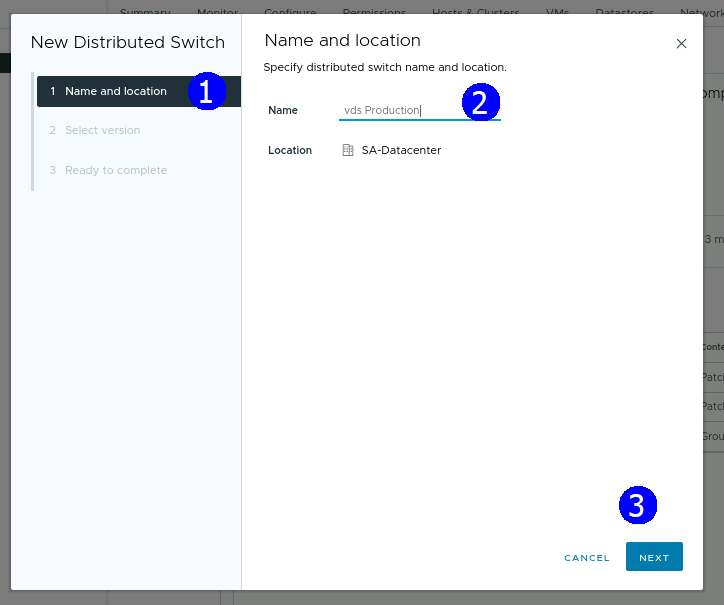 Summary Monitor Configure Permissions Hosts & Clusters VMs Datastores Network
New Distributed Switch
1 Name and location 1
2 Select version
3 Ready to complete
Name and location
Specify distributed switch name and location.
Name vds Production 2
Location SA-Datacenter
3
CANCEL NEXT
3 m
Conte
Patch
Patch
Grou